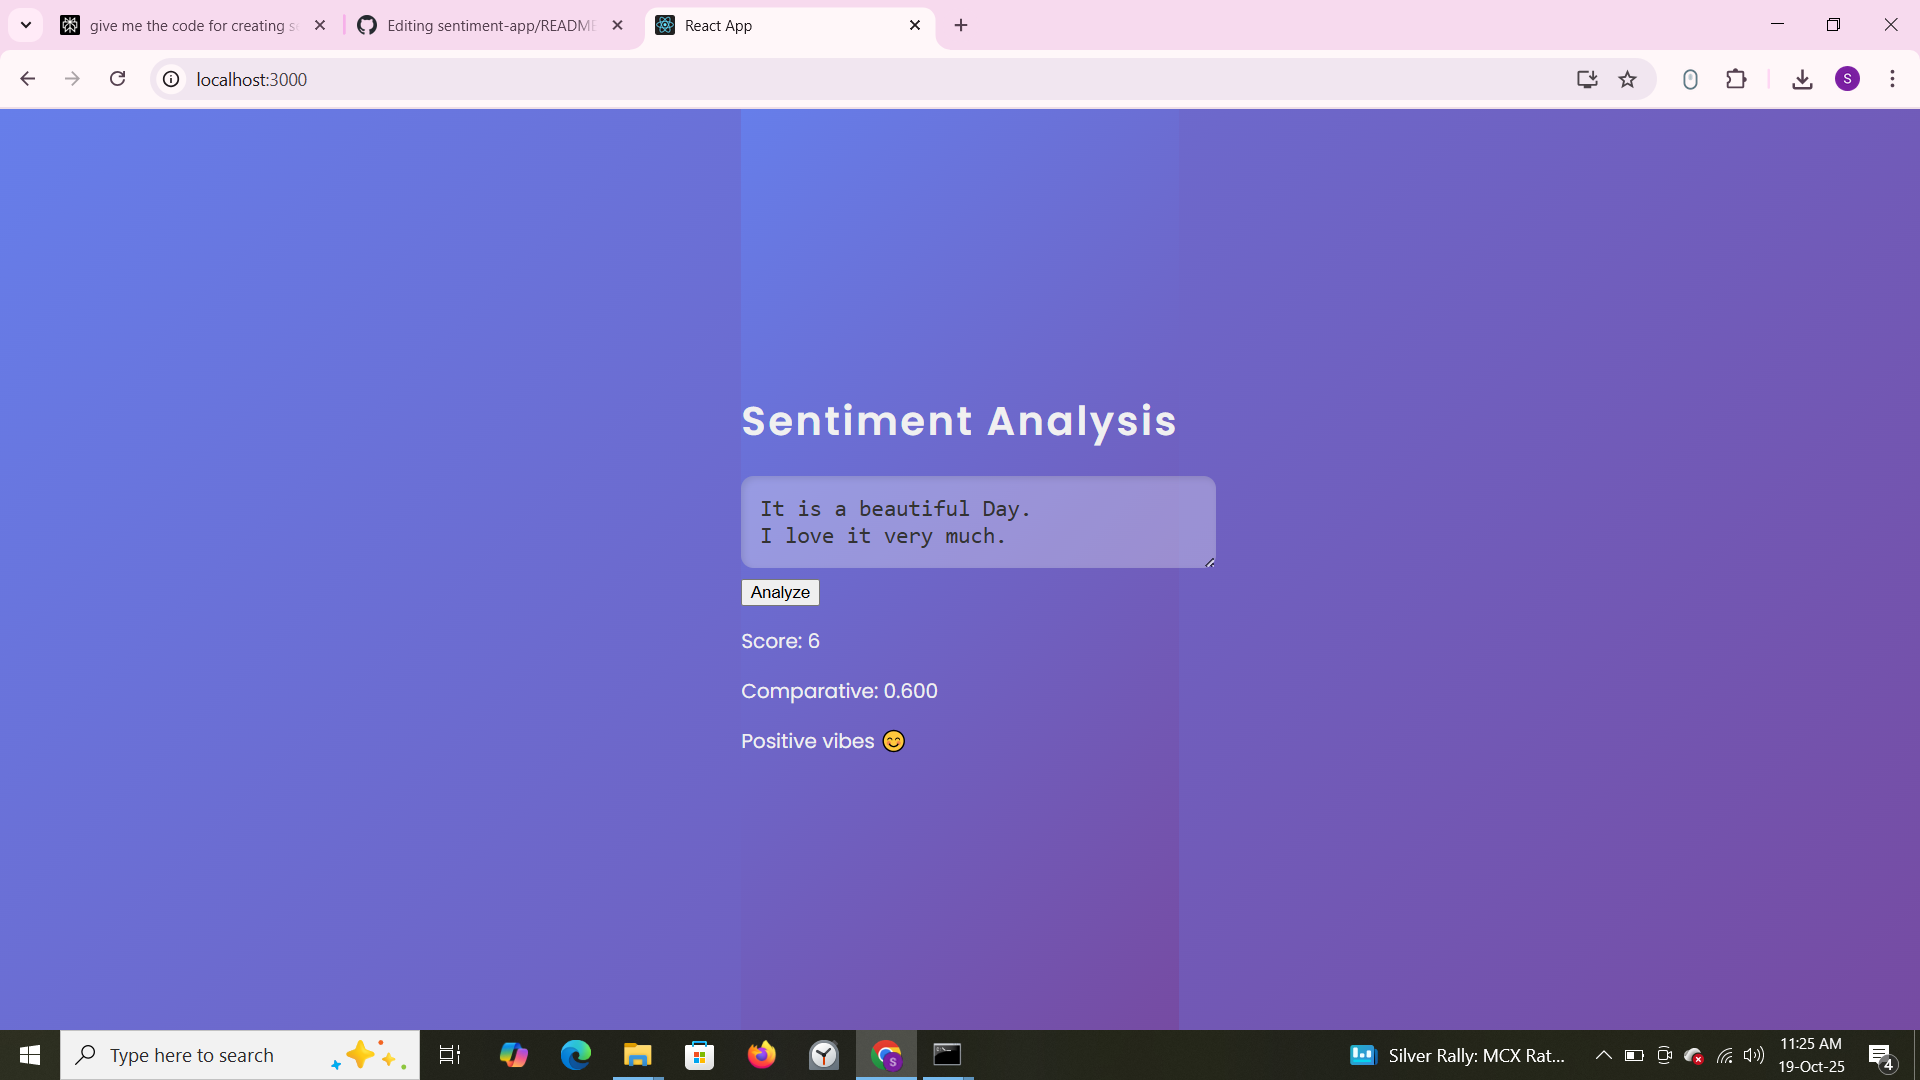 give me the code for creating se
Editing sentiment-app/README
React App
localhost:3000
S
Sentiment Analysis
It is a beautiful Day.
I love it very much.
Analyze
Score: 6
Comparative: 0.600
Positive vibes 😊
Type here to search
S
Silver Rally: MCX Rat...
11:25 AM
19-Oct-25
4